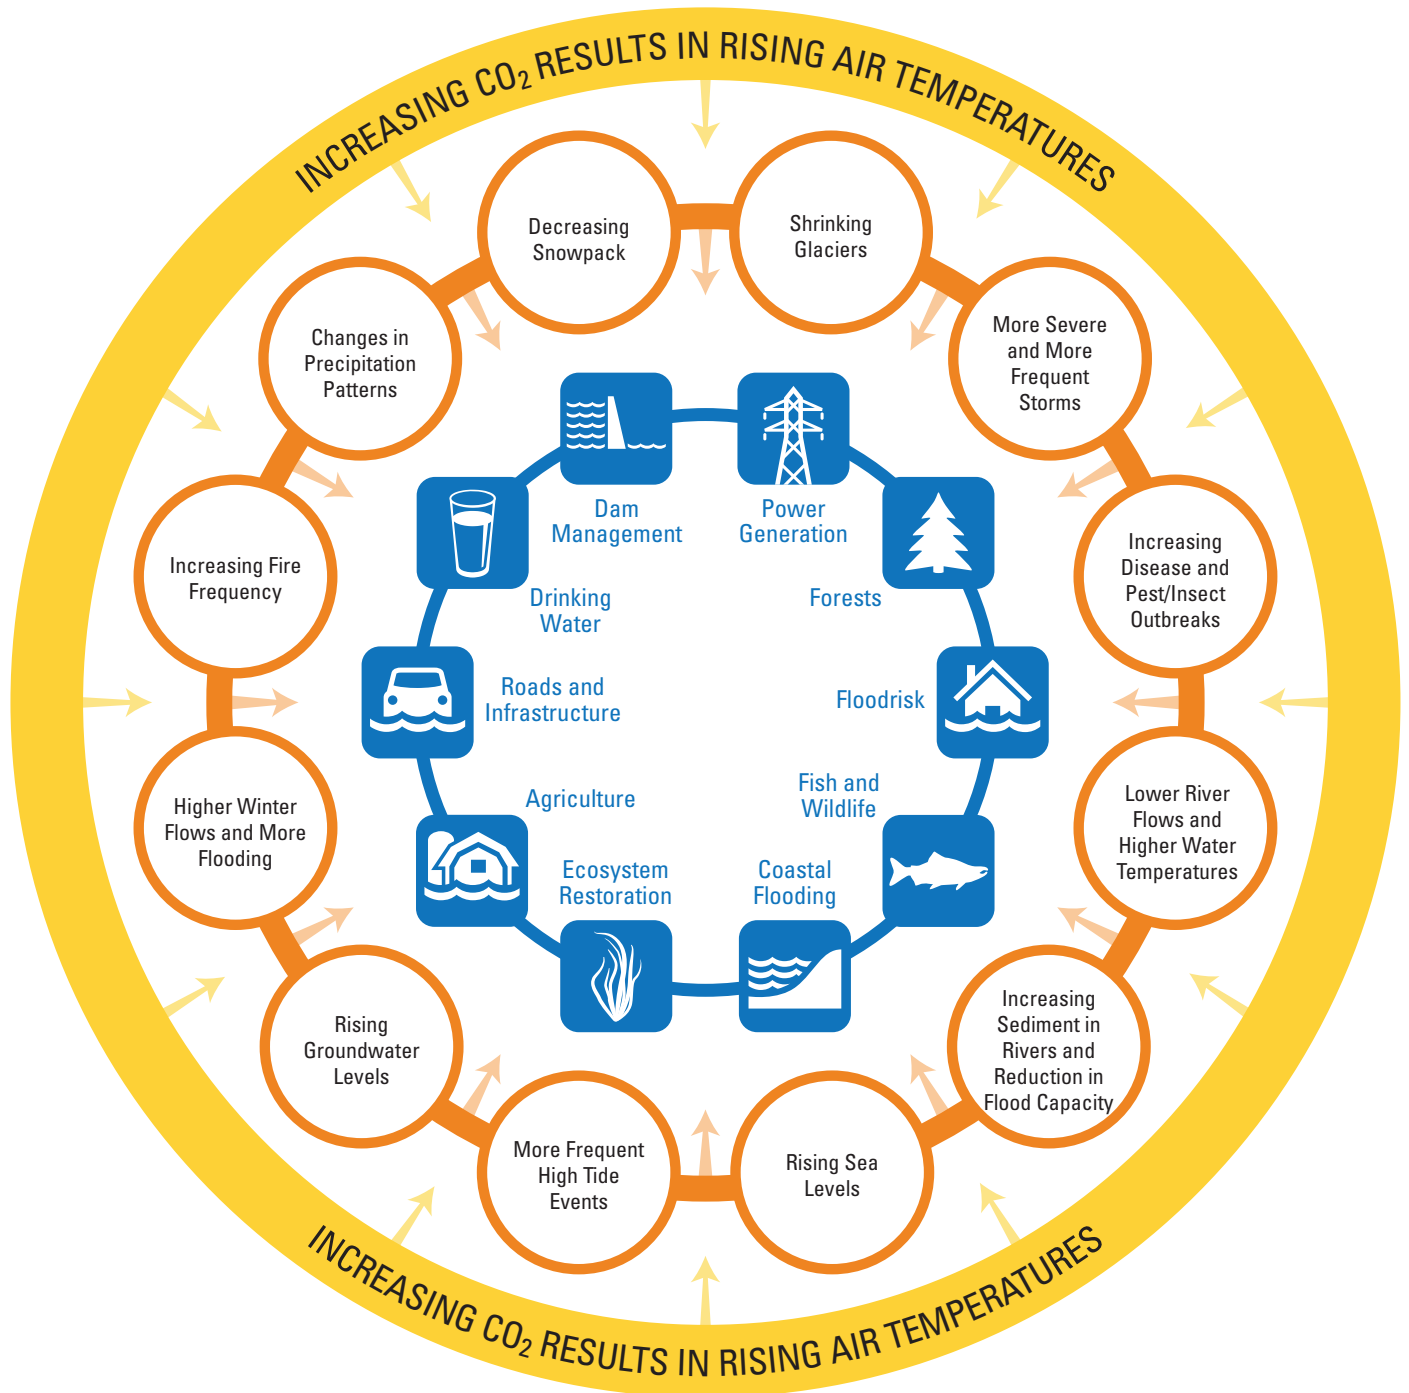 INCREASING CO₂ RESULTS IN RISING AIR TEMPERATURES
Decreasing
Snowpack
Shrinking
Glaciers
More Severe
and More
Frequent
Storms
Increasing
Disease and
Pest/Insect
Outbreaks
Lower River
Flows and
Higher Water
Temperatures
Increasing
Sediment in
Rivers and
Reduction in
Flood Capacity
Rising Sea
Levels
More Frequent
High Tide
Events
Rising
Groundwater
Levels
Higher Winter
Flows and More
Flooding
Increasing Fire
Frequency
Changes in
Precipitation
Patterns
Dam
Management
Power
Generation
Forests
Floodrisk
Fish and
Wildlife
Coastal
Flooding
Ecosystem
Restoration
Agriculture
Roads and
Infrastructure
Drinking
Water
INCREASING CO₂ RESULTS IN RISING AIR TEMPERATURES